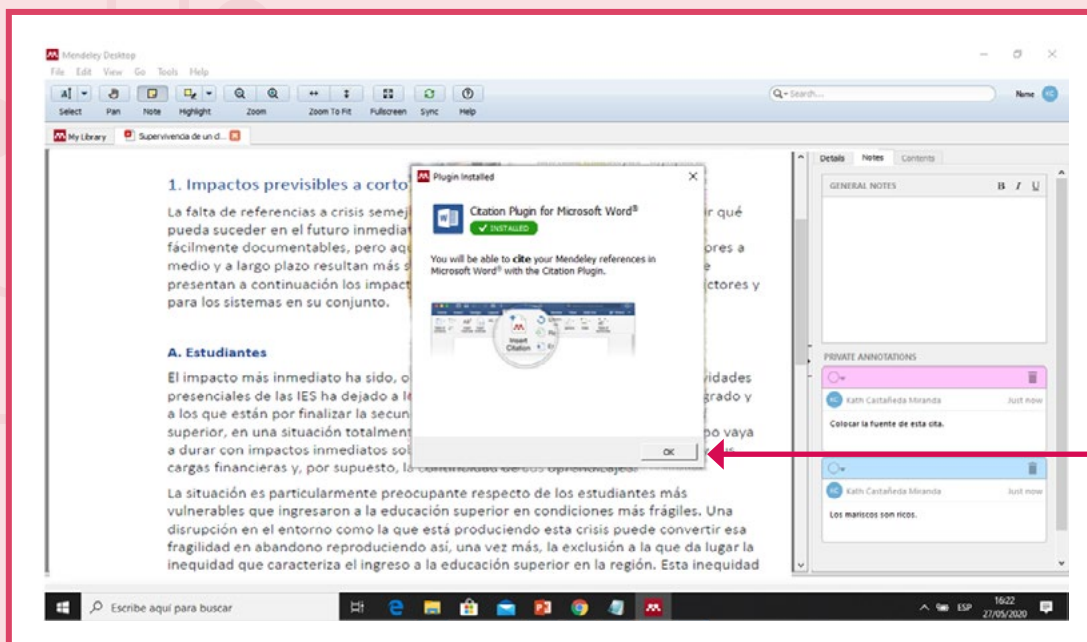 Mendeley Desktop
File Edit View Go Tools Help
Select Pan Note Highlight Zoom Zoom To Fit Fullscreen Sync Help
Search...
Name KC
My Library Supervivencia de un d...
Details Notes Contents
GENERAL NOTES B I U
1. Impactos previsibles a corto
La falta de referencias a crisis semej ir qué
pueda suceder en el futuro inmediat
fácilmente documentables, pero aqu ores a
medio y a largo plazo resultan más s e
presentan a continuación los impact ctores y
para los sistemas en su conjunto.
A. Estudiantes
El impacto más inmediato ha sido, o vidades
presenciales de las IES ha dejado a l grado y
a los que están por finalizar la secun
superior, en una situación totalment po vaya
a durar con impactos inmediatos sob
cargas financieras y, por supuesto, la continuidad de sus aprendizajes.
La situación es particularmente preocupante respecto de los estudiantes más
vulnerables que ingresaron a la educación superior en condiciones más frágiles. Una
disrupción en el entorno como la que está produciendo esta crisis puede convertir esa
fragilidad en abandono reproduciendo así, una vez más, la exclusión a la que da lugar la
inequidad que caracteriza el ingreso a la educación superior en la región. Esta inequidad
Plugin Installed
Citation Plugin for Microsoft Word®
INSTALLED
You will be able to cite your Mendeley references in
Microsoft Word® with the Citation Plugin.
Insert
Citation
OK
PRIVATE ANNOTATIONS
KC Kath Castañeda Miranda Just now
Colocar la fuente de esta cita.
KC Kath Castañeda Miranda Just now
Los mariscos son ricos.
Escribe aquí para buscar
ESP
16:22
27/05/2020